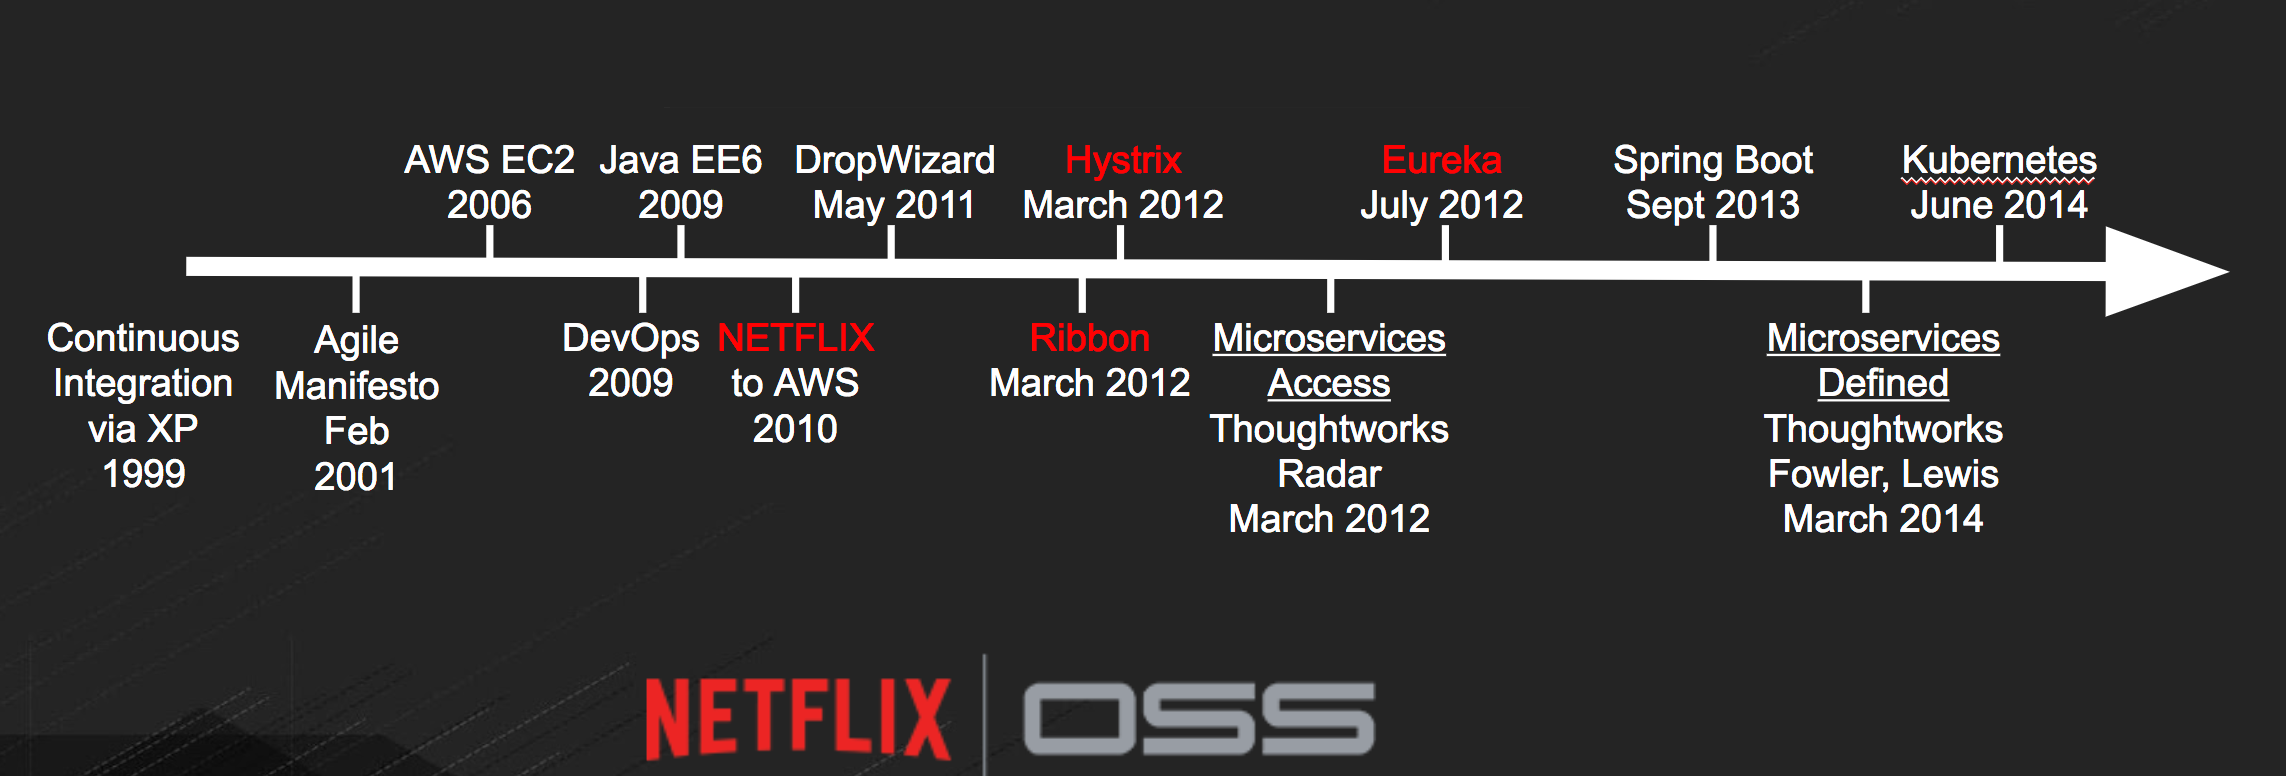 AWS EC2
2006
Java EE6
2009
DropWizard
May 2011
Hystrix
March 2012
Eureka
July 2012
Spring Boot
Sept 2013
Kubernetes
June 2014
Continuous
Integration
via XP
1999
Agile
Manifesto
Feb
2001
DevOps
2009
NETFLIX
to AWS
2010
Ribbon
March 2012
Microservices
Access
Thoughtworks
Radar
March 2012
Microservices
Defined
Thoughtworks
Fowler, Lewis
March 2014
NETFLIX OSS